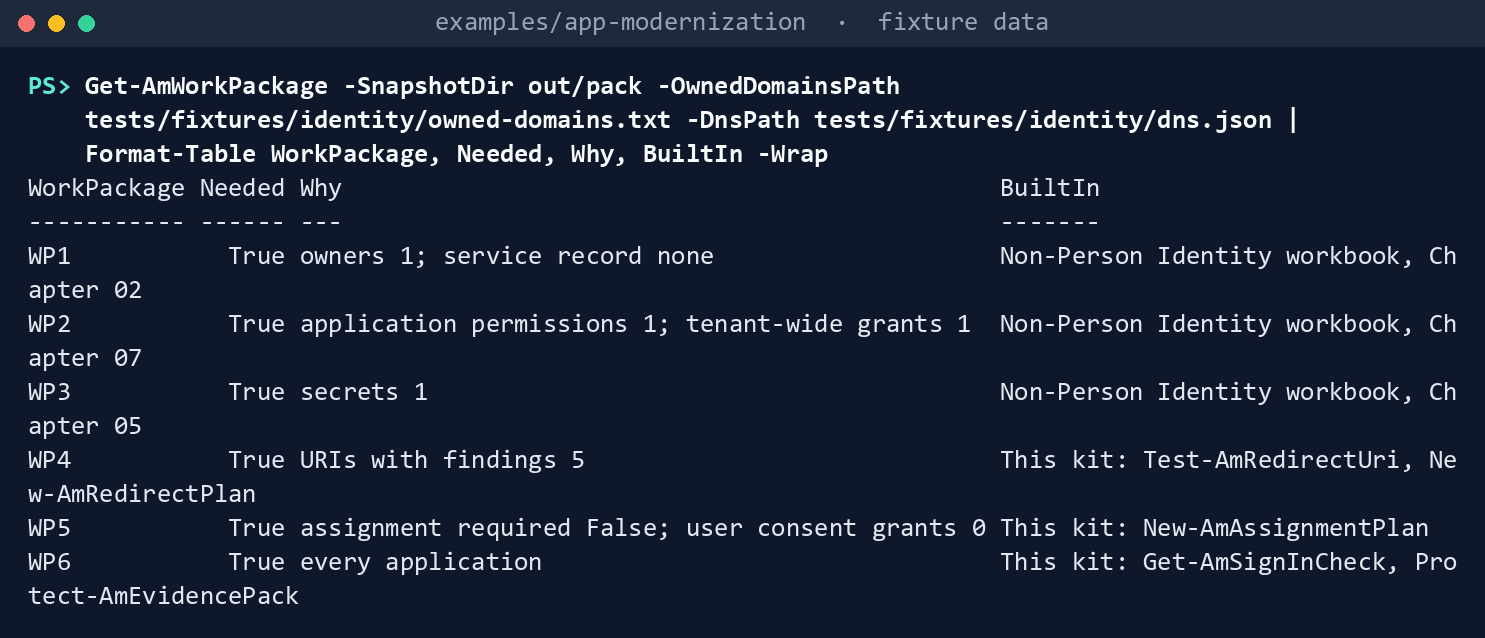 examples/app-modernization · fixture data
PS> Get-AmWorkPackage -SnapshotDir out/pack -OwnedDomainsPath
tests/fixtures/identity/owned-domains.txt -DnsPath tests/fixtures/identity/dns.json |
Format-Table WorkPackage, Needed, Why, BuiltIn -Wrap
WorkPackage Needed Why BuiltIn
----------- ------ --- -------
WP1 True owners 1; service record none Non-Person Identity workbook, Ch
apter 02
WP2 True application permissions 1; tenant-wide grants 1 Non-Person Identity workbook, Ch
apter 07
WP3 True secrets 1 Non-Person Identity workbook, Ch
apter 05
WP4 True URIs with findings 5 This kit: Test-AmRedirectUri, Ne
w-AmRedirectPlan
WP5 True assignment required False; user consent grants 0 This kit: New-AmAssignmentPlan
WP6 True every application This kit: Get-AmSignInCheck, Pro
tect-AmEvidencePack